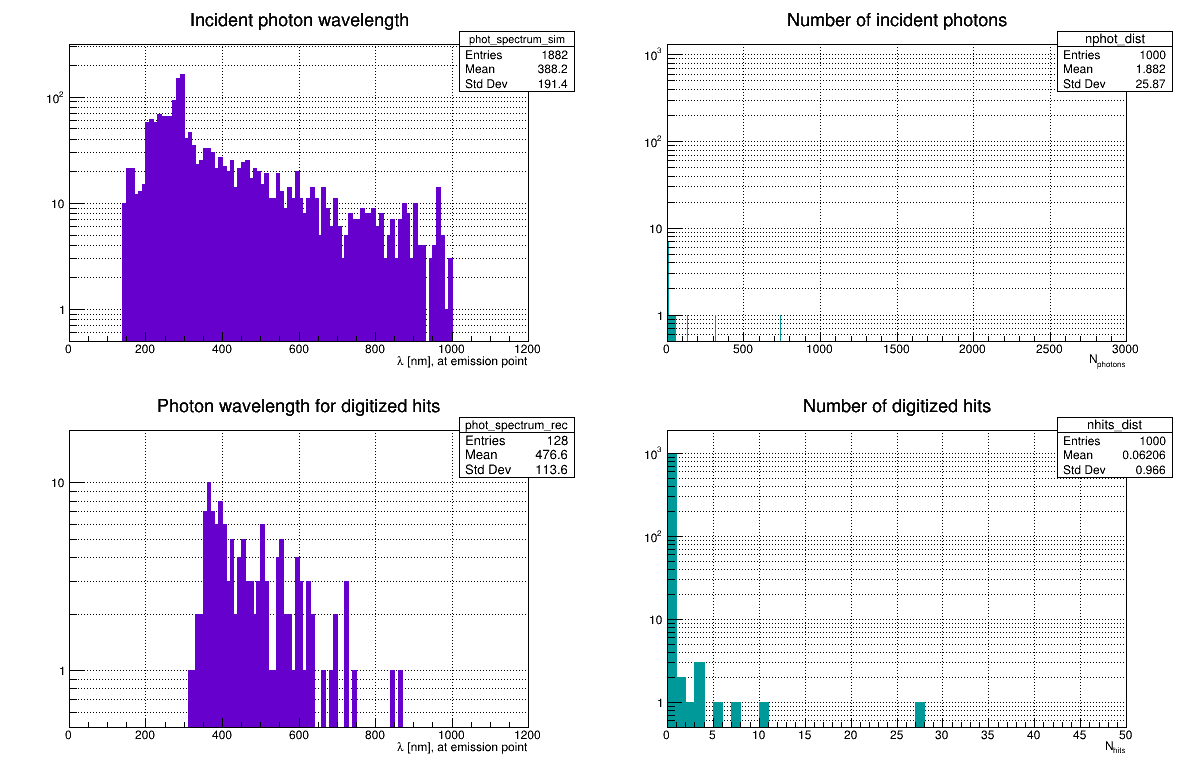 Incident photon wavelength
phot_spectrum_sim
Entries 1882
Mean 388.2
Std Dev 191.4
10²
10
1
0 200 400 600 800 1000 1200
λ [nm], at emission point
Number of incident photons
nphot_dist
Entries 1000
Mean 1.882
Std Dev 25.87
10³
10²
10
1
0 500 1000 1500 2000 2500 3000
Nphotons
Photon wavelength for digitized hits
phot_spectrum_rec
Entries 128
Mean 476.6
Std Dev 113.6
10
1
0 200 400 600 800 1000 1200
λ [nm], at emission point
Number of digitized hits
nhits_dist
Entries 1000
Mean 0.06206
Std Dev 0.966
10³
10²
10
1
0 5 10 15 20 25 30 35 40 45 50
Nhits